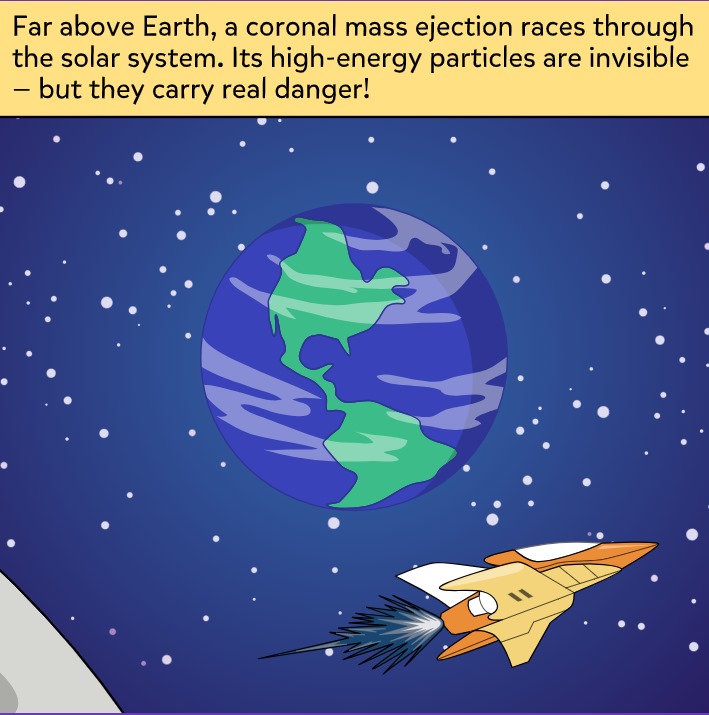 Far above Earth, a coronal mass ejection races through
the solar system. Its high-energy particles are invisible
– but they carry real danger!